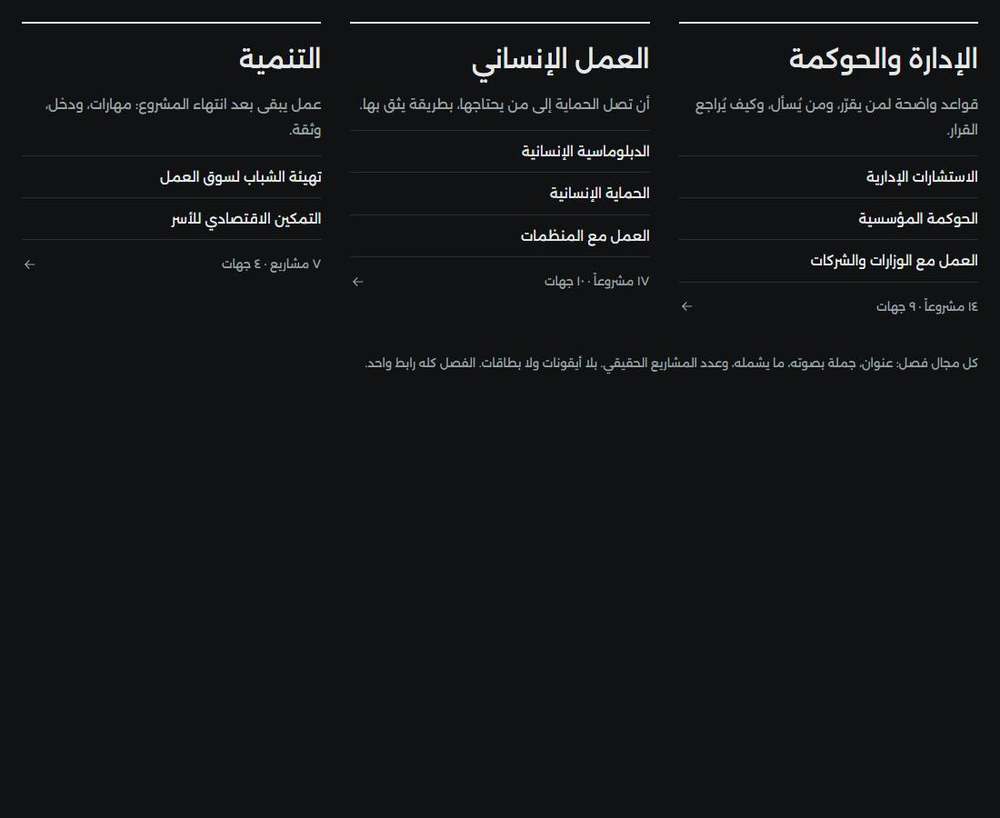 الإدارة والحوكمة
قواعد واضحة لمن يقرّر، ومن يُسأل، وكيف يُراجع
القرار.
الاستشارات الإدارية
الحوكمة المؤسسية
العمل مع الوزارات والشركات
١٤ مشروعاً · ٩ جهات ←
العمل الإنساني
أن تصل الحماية إلى من يحتاجها، بطريقة يثق بها.
الدبلوماسية الإنسانية
الحماية الإنسانية
العمل مع المنظمات
١٧ مشروعاً · ١٠ جهات ←
التنمية
عمل يبقى بعد انتهاء المشروع: مهارات، ودخل،
وثقة.
تهيئة الشباب لسوق العمل
التمكين الاقتصادي للأسر
٧ مشاريع · ٤ جهات ←
كل مجال فصل: عنوان، جملة بصوته، ما يشمله، وعدد المشاريع الحقيقي. بلا أيقونات ولا بطاقات. الفصل كله رابط واحد.